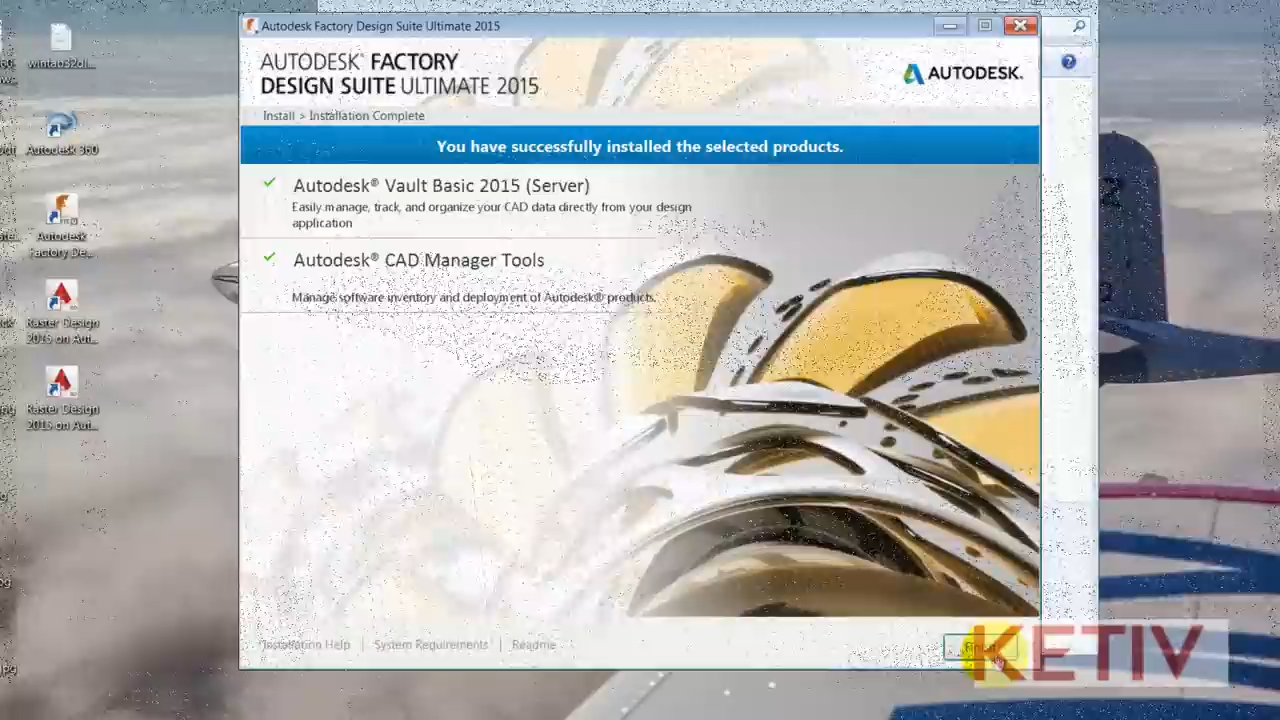 Autodesk Factory Design Suite Ultimate 2015
AUTODESK® FACTORY
DESIGN SUITE ULTIMATE 2015
AUTODESK.
Install > Installation Complete
You have successfully installed the selected products.
Autodesk® Vault Basic 2015 (Server)
Easily manage, track, and organize your CAD data directly from your design
application
Autodesk® CAD Manager Tools
Manage software inventory and deployment of Autodesk® products.
Installation Help | System Requirements | Readme
Finish
KETIV
wintab32dl...
Autodesk 360
Autodesk
Factory De...
Raster Design
2015 on Aut...
Raster Design
2015 on Aut...